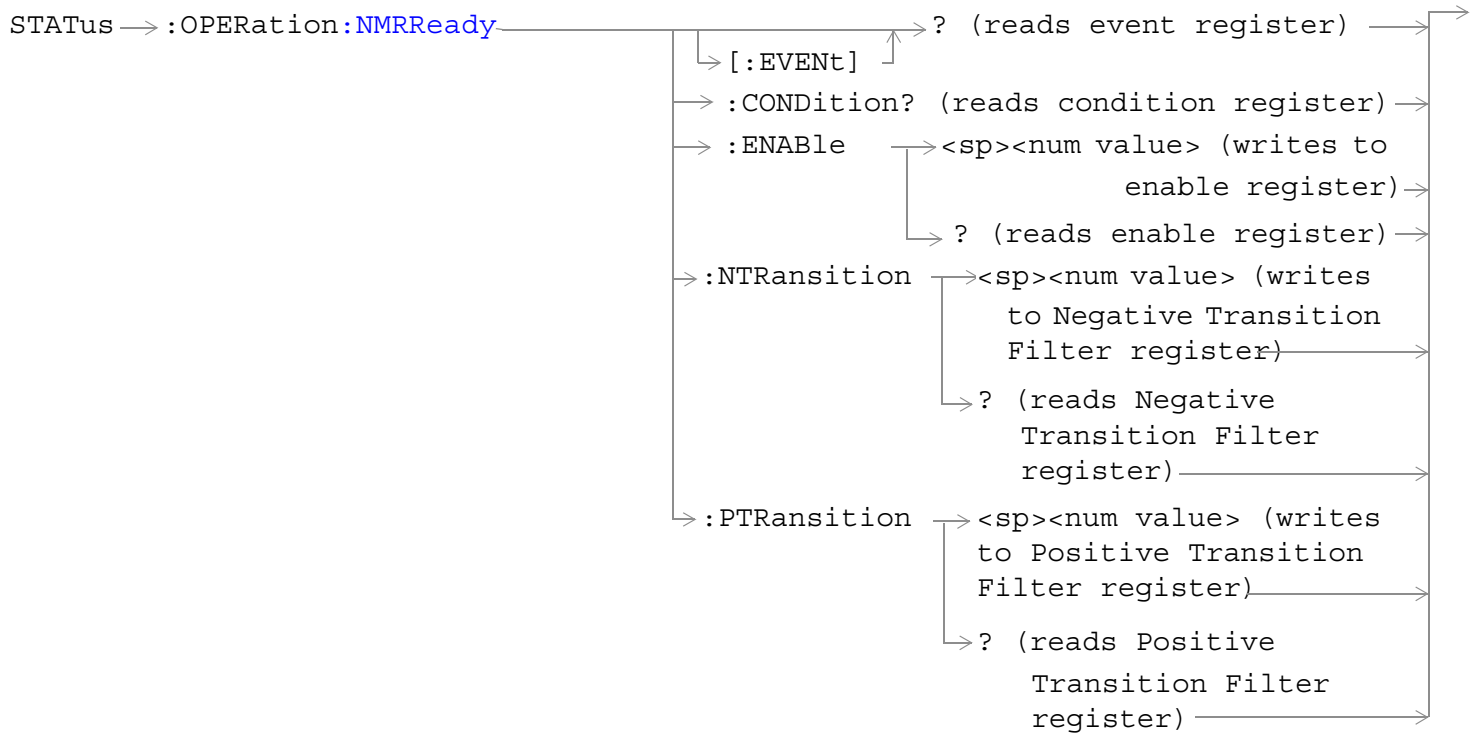 STATus :OPERation:NMRReady ? (reads event register)
[:EVENt]
:CONDition? (reads condition register)
:ENABle <sp><num value> (writes to
enable register)
? (reads enable register)
:NTRansition <sp><num value> (writes
to Negative Transition
Filter register)
? (reads Negative
Transition Filter
register)
:PTRansition <sp><num value> (writes
to Positive Transition
Filter register)
? (reads Positive
Transition Filter
register)